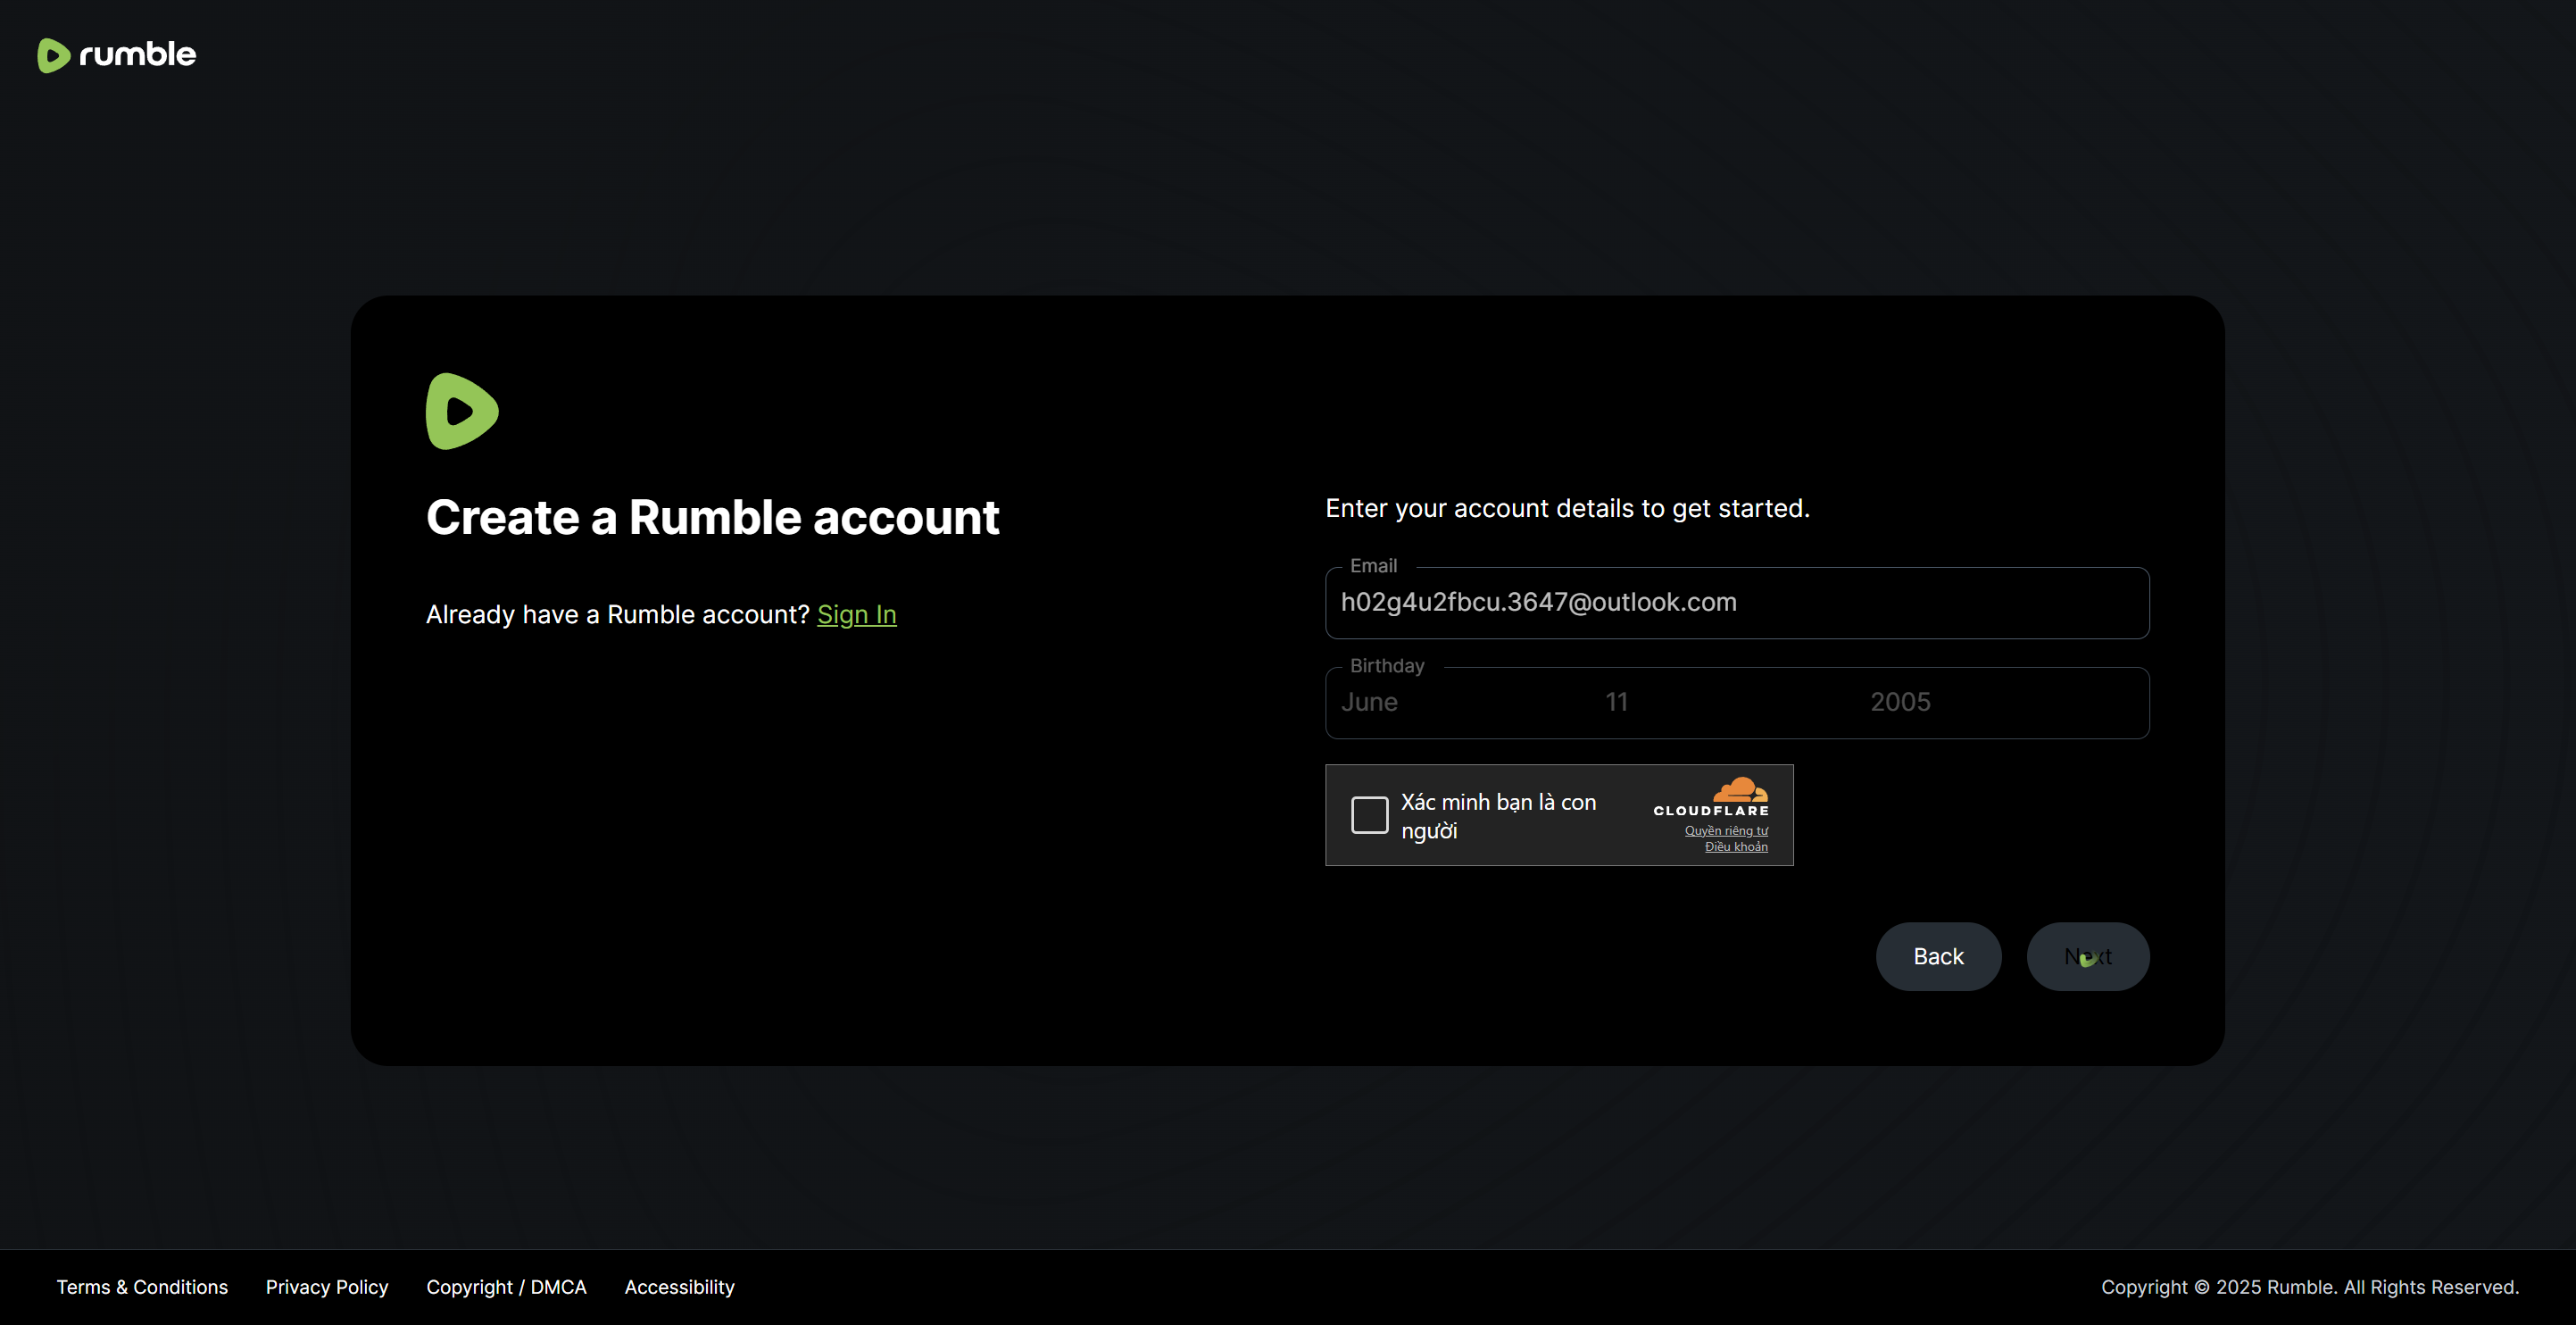 rumble
Create a Rumble account
Already have a Rumble account? Sign In
Enter your account details to get started.
Email
h02g4u2fbcu.3647@outlook.com
Birthday
June 11 2005
Xác minh bạn là con
người
CLOUDFLARE
Quyền riêng tư
Điều khoản
Back
Next
Terms & Conditions
Privacy Policy
Copyright / DMCA
Accessibility
Copyright © 2025 Rumble. All Rights Reserved.